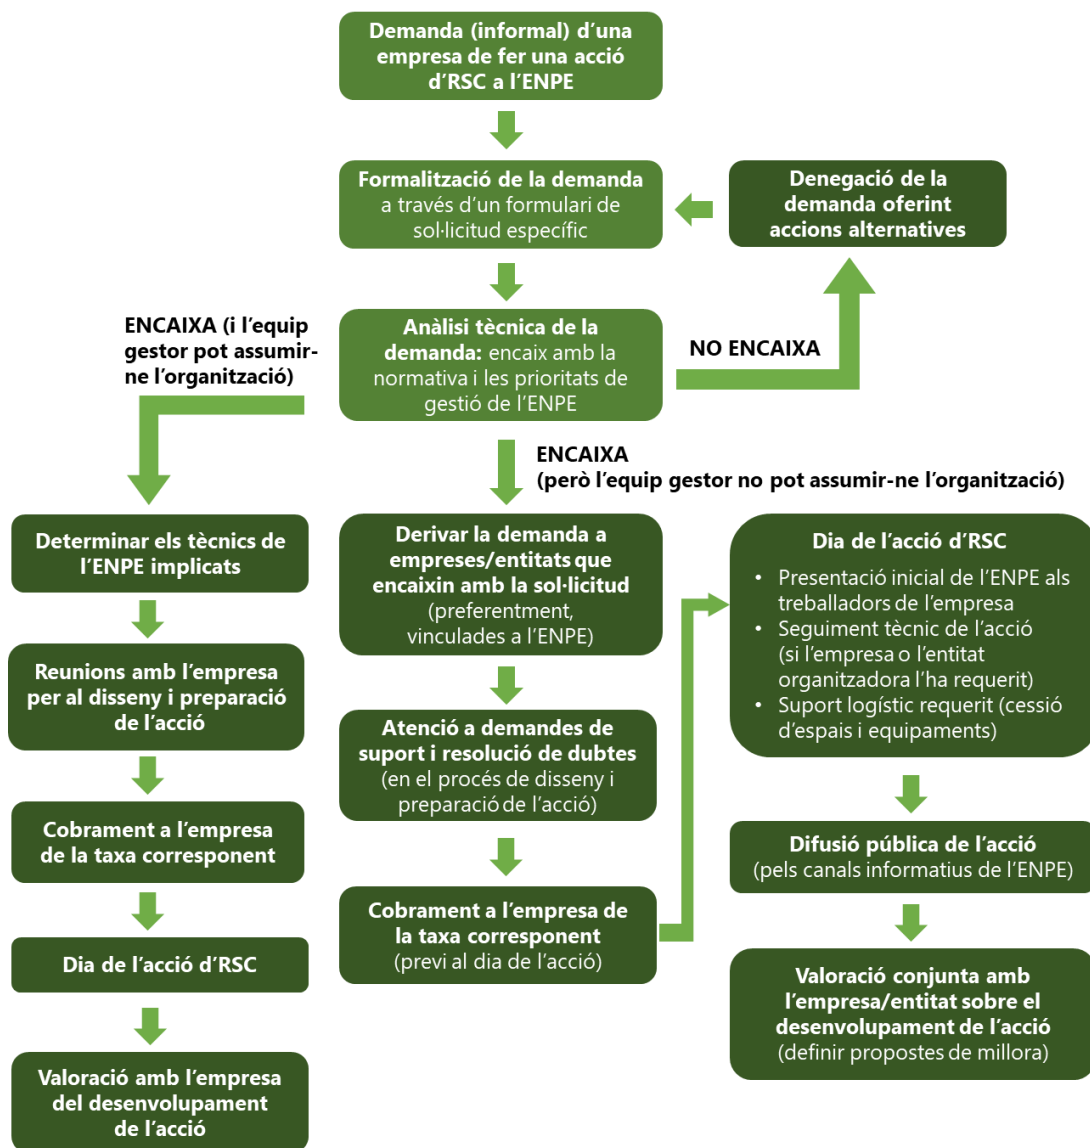 Demanda (informal) d’una
empresa de fer una acció
d’RSC a l’ENPE
Formalització de la demanda
a través d’un formulari de
sol·licitud específic
Denegació de la
demanda oferint
accions alternatives
ENCAIXA (i l’equip
gestor pot assumir-
ne l’organització)
Anàlisi tècnica de la
demanda: encaix amb la
normativa i les prioritats de
gestió de l’ENPE
NO ENCAIXA
ENCAIXA
(però l’equip gestor no pot assumir-ne l’organització)
Determinar els tècnics de
l’ENPE implicats
Reunions amb l’empresa
per al disseny i preparació
de l’acció
Cobrament a l’empresa
de la taxa corresponent
Dia de l’acció d’RSC
Valoració amb l’empresa
del desenvolupament
de l’acció
Derivar la demanda a
empreses/entitats que
encaixin amb la sol·licitud
(preferentment,
vinculades a l’ENPE)
Atenció a demandes de
suport i resolució de dubtes
(en el procés de disseny i
preparació de l’acció)
Cobrament a l’empresa de
la taxa corresponent
(previ al dia de l’acció)
Dia de l’acció d’RSC
• Presentació inicial de l’ENPE als
treballadors de l’empresa
• Seguiment tècnic de l’acció
(si l’empresa o l’entitat
organitzadora l’ha requerit)
• Suport logístic requerit (cessió
d’espais i equipaments)
Difusió pública de l’acció
(pels canals informatius de l’ENPE)
Valoració conjunta amb
l’empresa/entitat sobre el
desenvolupament de l’acció
(definir propostes de millora)